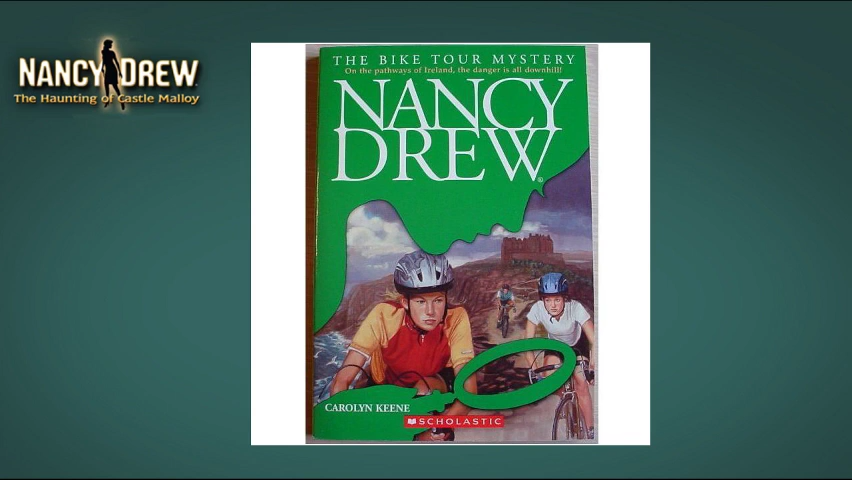 NANCY DREW
The Haunting of Castle Malloy
THE BIKE TOUR MYSTERY
On the pathways of Ireland, the danger is all downhill!
NANCY
DREW®
CAROLYN KEENE
SCHOLASTIC